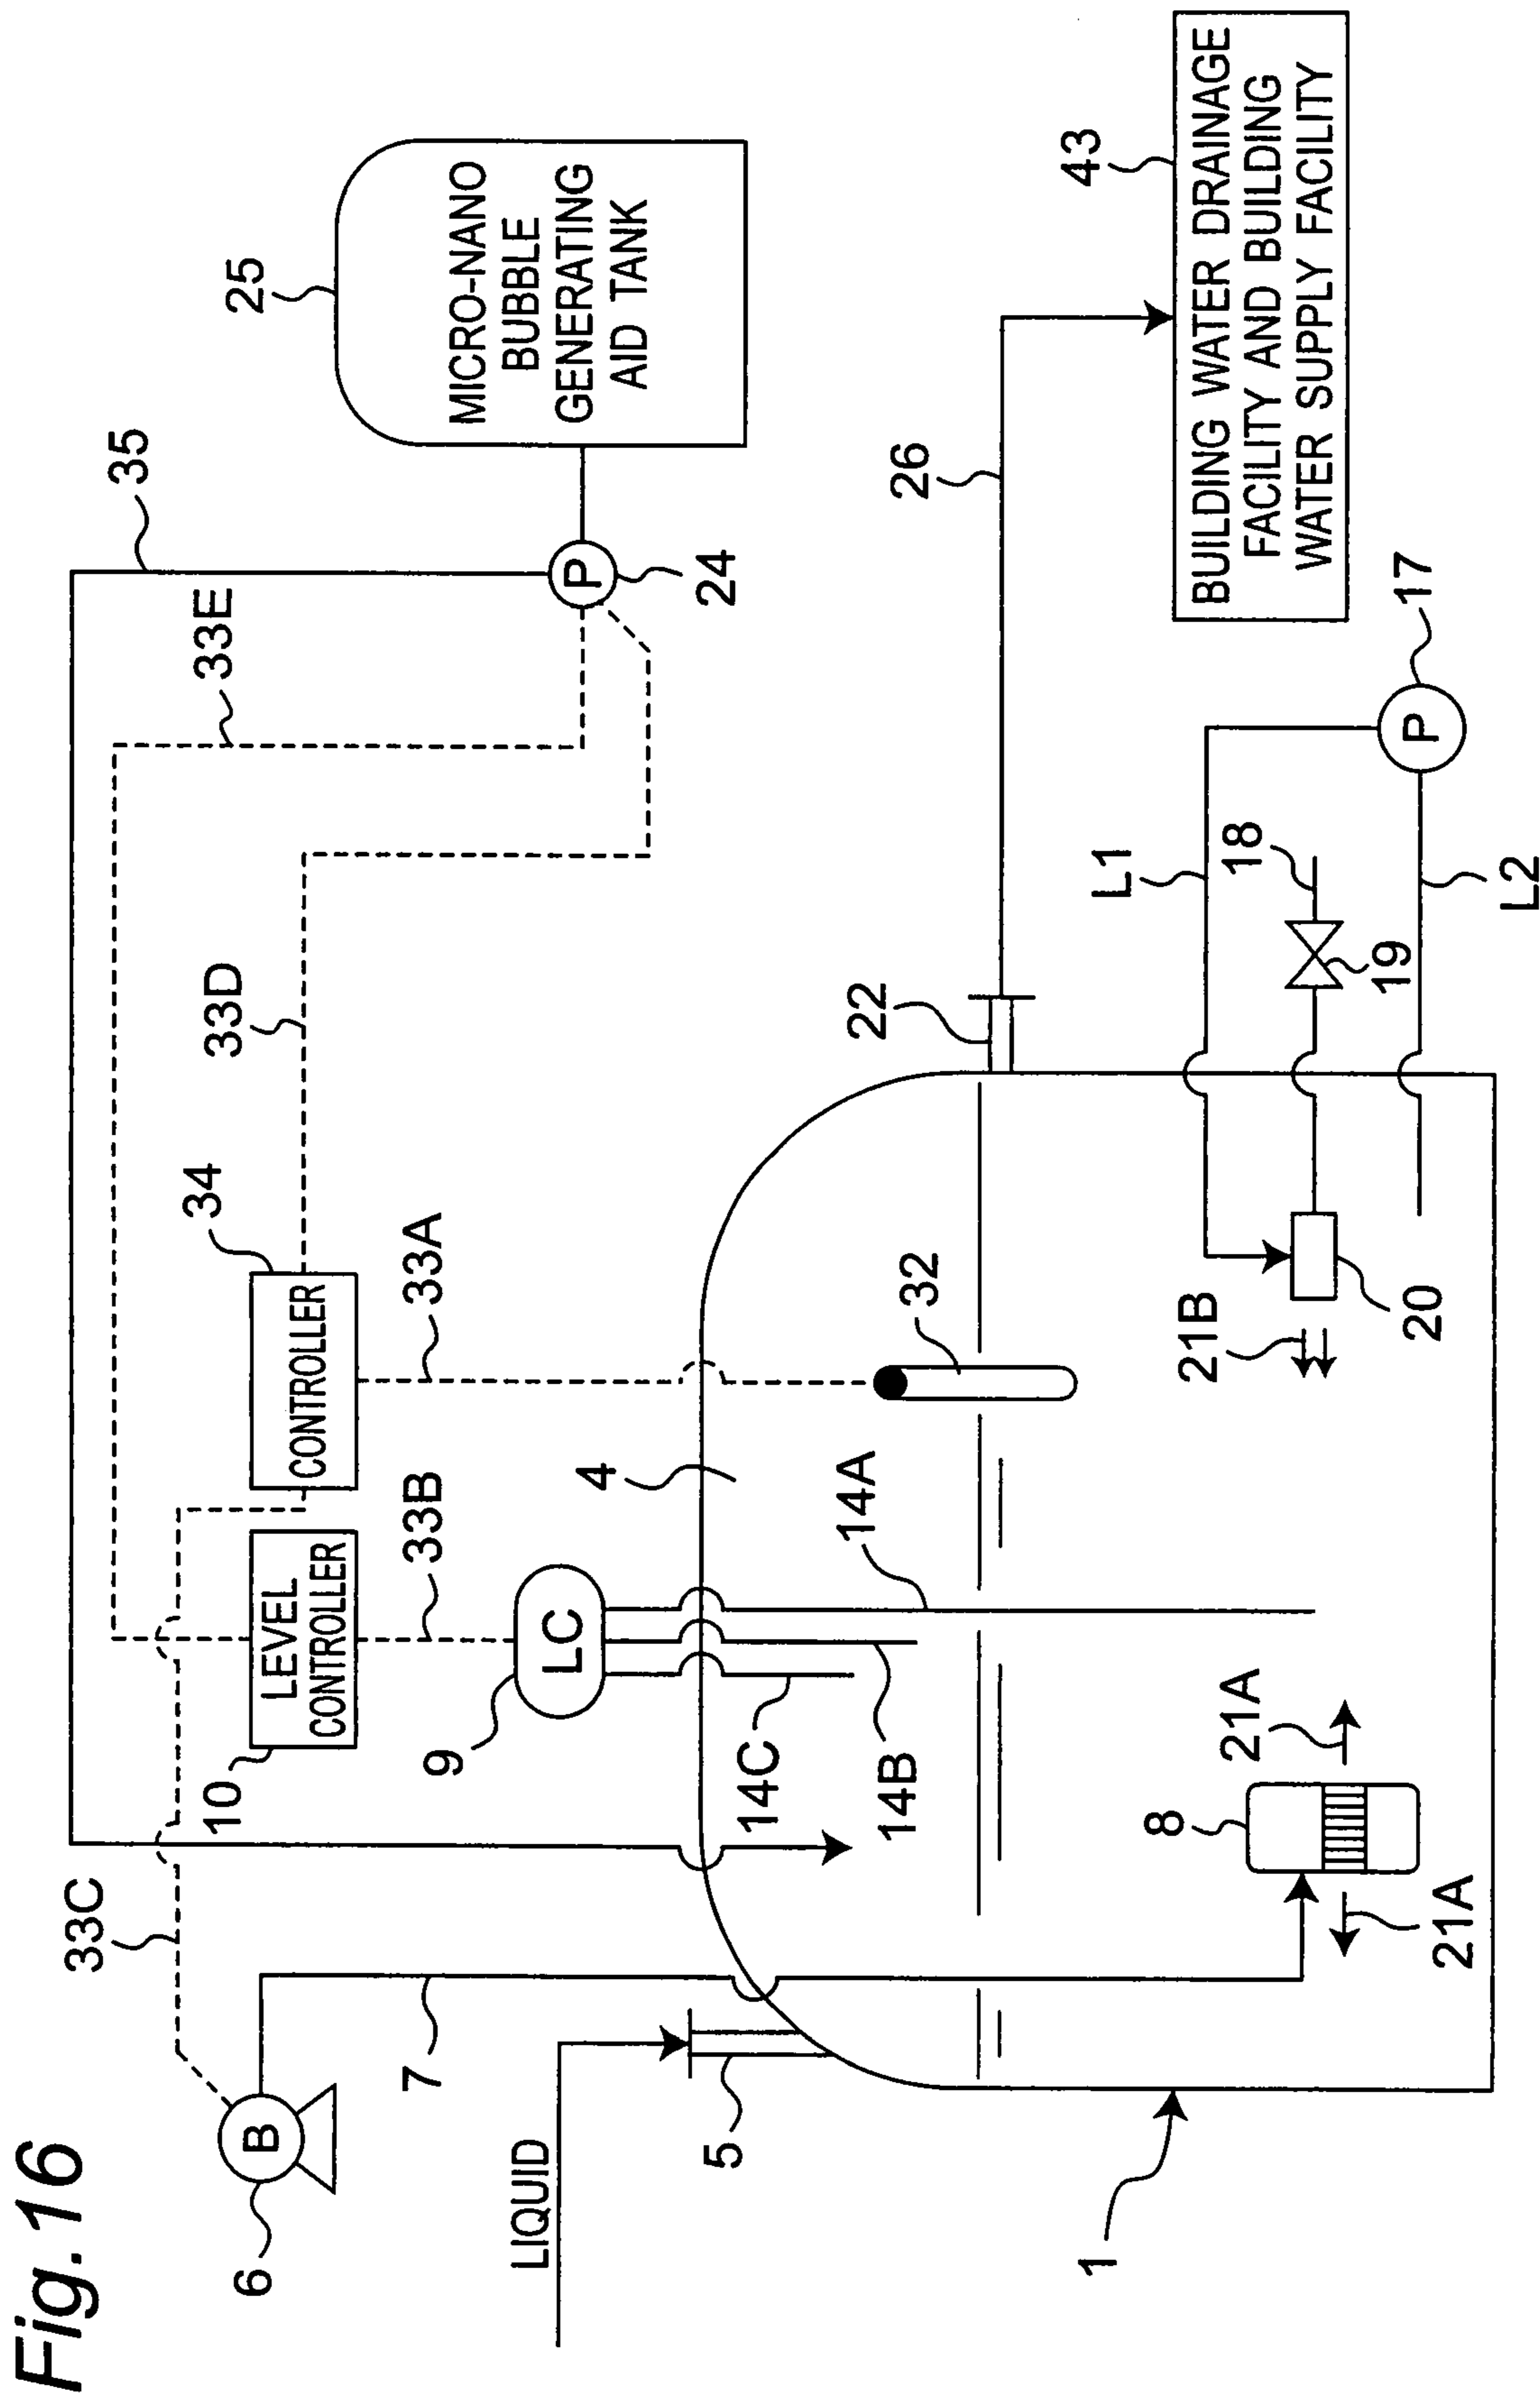 Fig.16
6
B
33C
7
LIQUID
5
1
10
LEVEL
CONTROLLER
33B
9
LC
14C
14B
14A
4
8
21A
21A
34
CONTROLLER
33A
33D
33E
35
32
22
21B
20
L1
18
19
L2
17
P
24
P
25
MICRO-NANO
BUBBLE
GENERATING
AID TANK
26
43
BUILDING WATER DRAINAGE
FACILITY AND BUILDING
WATER SUPPLY FACILITY